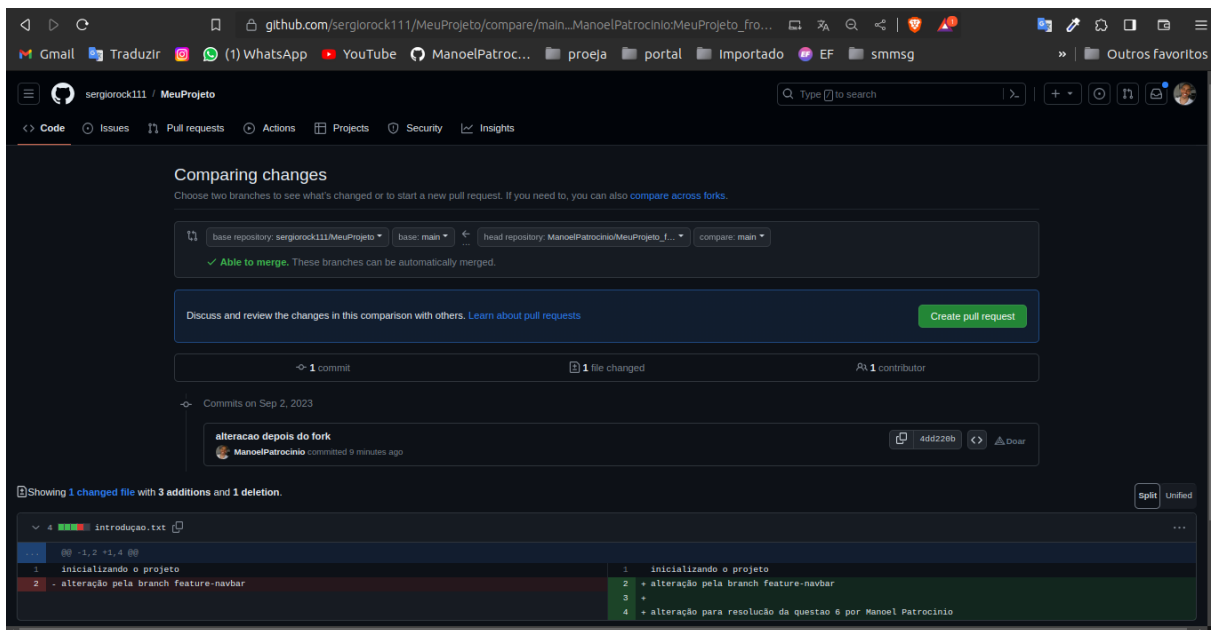 github.com/sergiorock111/MeuProjeto/compare/main...ManoelPatrocinio:MeuProjeto_fro...
Gmail Traduzir (1) WhatsApp YouTube ManoelPatroc... proeja portal Importado EF smmsg » Outros favoritos
sergiorock111 / MeuProjeto Type / to search
Code Issues Pull requests Actions Projects Security Insights
Comparing changes
Choose two branches to see what's changed or to start a new pull request. If you need to, you can also compare across forks.
base repository: sergiorock111/MeuProjeto base: main ... head repository: ManoelPatrocinio/MeuProjeto_f... compare: main
Able to merge. These branches can be automatically merged.
Discuss and review the changes in this comparison with others. Learn about pull requests Create pull request
1 commit 1 file changed 1 contributor
Commits on Sep 2, 2023
alteracao depois do fork
ManoelPatrocinio committed 9 minutes ago 4dd220b <> Doar
Showing 1 changed file with 3 additions and 1 deletion. Split Unified
4 introduçao.txt ...
... @@ -1,2 +1,4 @@
1 inicializando o projeto 1 inicializando o projeto
2 - alteração pela branch feature-navbar 2 + alteração pela branch feature-navbar
3 +
4 + alteração para resolucão da questao 6 por Manoel Patrocinio